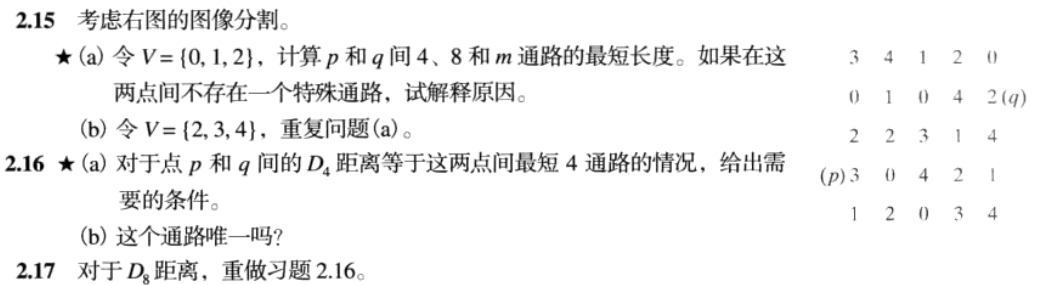 2.15 考虑右图的图像分割。
★(a) 令 V = {0, 1, 2}，计算 p 和 q 间 4、8 和 m 通路的最短长度。如果在这
两点间不存在一个特殊通路，试解释原因。
(b) 令 V = {2, 3, 4}，重复问题(a)。
2.16 ★(a) 对于点 p 和 q 间的 D₄ 距离等于这两点间最短 4 通路的情况，给出需
要的条件。
(b) 这个通路唯一吗?
2.17 对于 D₈ 距离，重做习题 2.16。
3 4 1 2 0
0 1 0 4 2(q)
2 2 3 1 4
(p)3 0 4 2 1
1 2 0 3 4